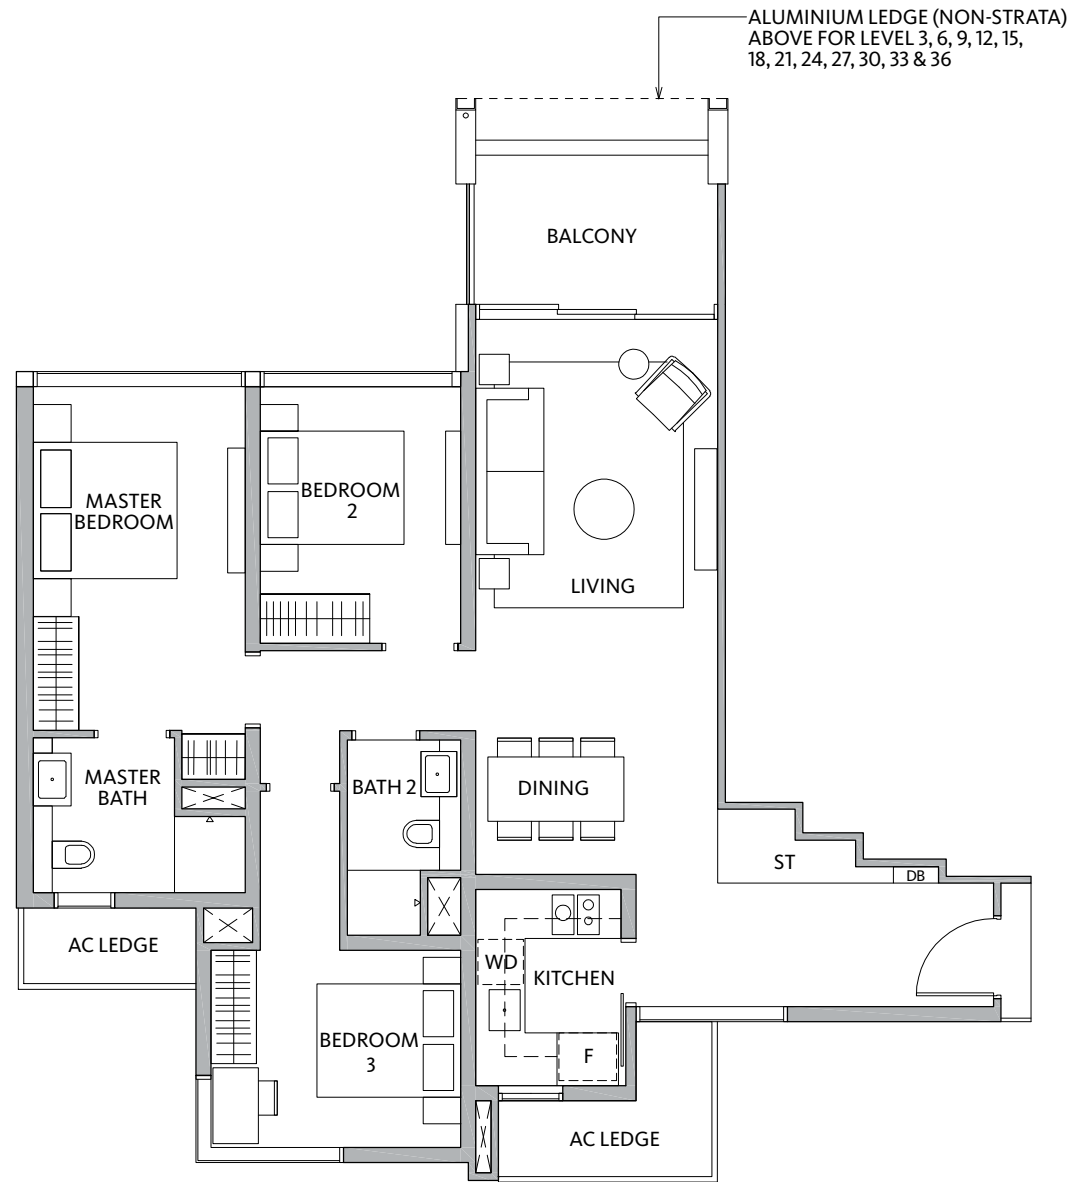 ALUMINIUM LEDGE (NON-STRATA)
ABOVE FOR LEVEL 3, 6, 9, 12, 15,
18, 21, 24, 27, 30, 33 & 36
BALCONY
MASTER
BEDROOM
BEDROOM
2
LIVING
MASTER
BATH
BATH 2
DINING
ST
DB
AC LEDGE
WD
KITCHEN
BEDROOM
3
F
AC LEDGE